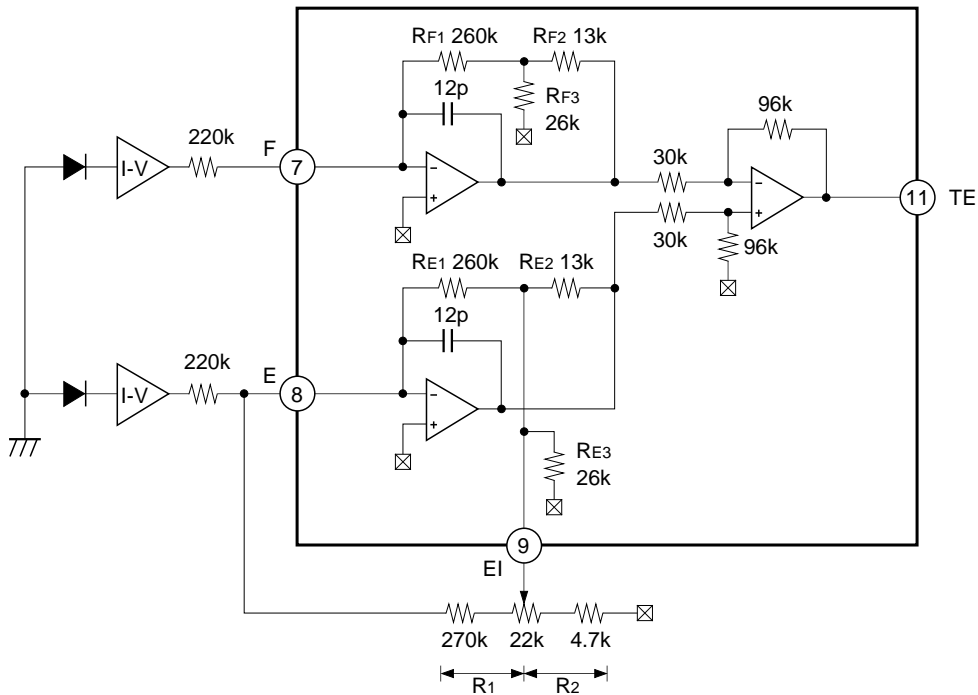 RF1 260k
RF2 13k
12p
RF3
26k
96k
220k
F
I-V
7
30k
11
TE
30k
96k
RE1 260k
RE2 13k
12p
220k
E
I-V
8
RE3
26k
9
EI
270k
22k
4.7k
R1
R2